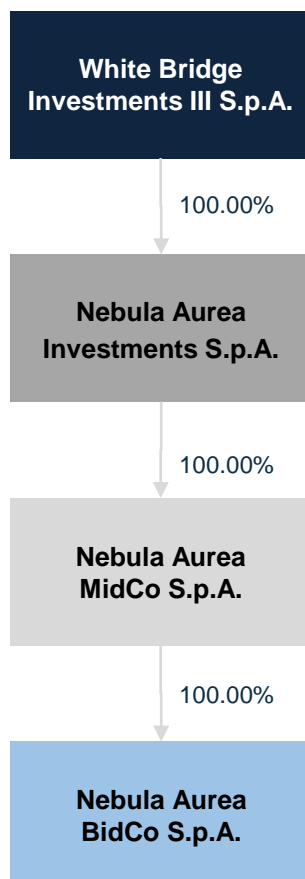 White Bridge
Investments III S.p.A.
100.00%
Nebula Aurea
Investments S.p.A.
100.00%
Nebula Aurea
MidCo S.p.A.
100.00%
Nebula Aurea
BidCo S.p.A.